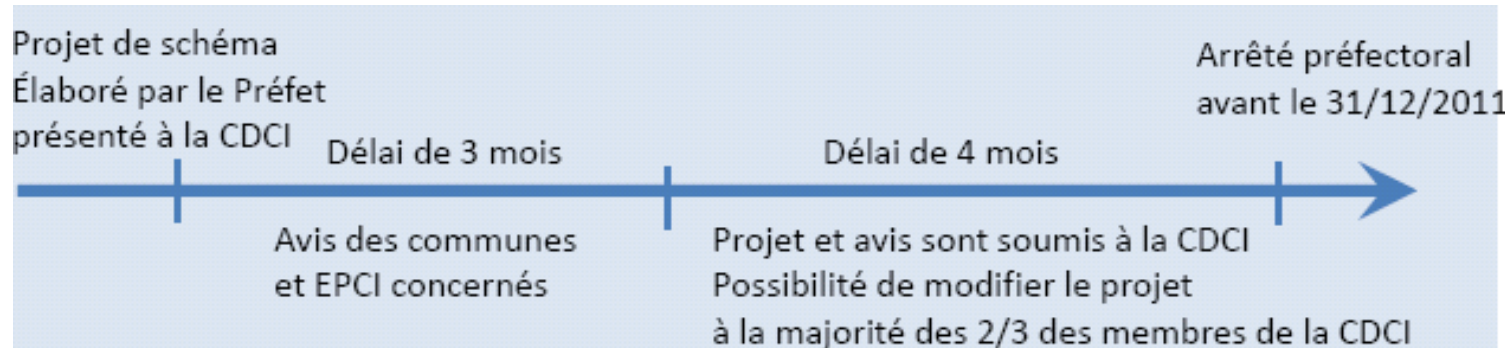 Projet de schéma
Élaboré par le Préfet
présenté à la CDCI
Délai de 3 mois
Délai de 4 mois
Arrêté préfectoral
avant le 31/12/2011
Avis des communes
et EPCI concernés
Projet et avis sont soumis à la CDCI
Possibilité de modifier le projet
à la majorité des 2/3 des membres de la CDCI